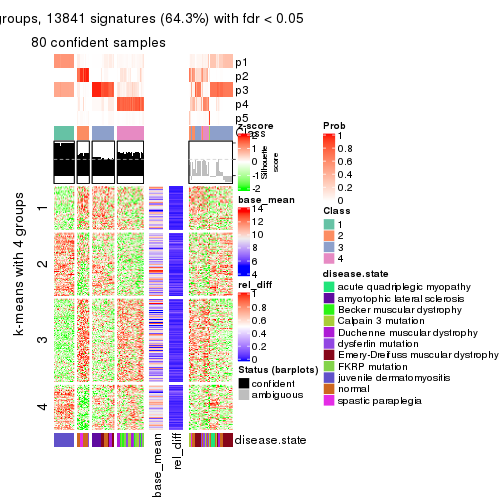 groups, 13841 signatures (64.3%) with fdr < 0.05
80 confident samples
p1
p2
p3
p4
p5
Class
z-score
2
-2
Silhouette
score
1
2
3
4
k-means with 4 groups
base_mean
14
12
10
8
6
4
rel_diff
1
0.8
0.6
0.4
0.2
0
Status (barplots)
confident
ambiguous
disease.state
base_mean
rel_diff
Prob
1
0.8
0.6
0.4
0.2
0
Class
1
2
3
4
disease.state
acute quadriplegic myopathy
amyotophic lateral sclerosis
Becker muscular dystrophy
Calpain 3 mutation
Duchenne muscular dystrophy
dysferlin mutation
Emery-Dreifuss muscular dystrophy
FKRP mutation
juvenile dermatomyositis
normal
spastic paraplegia